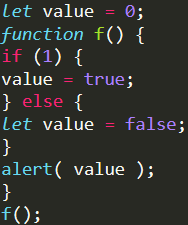 let value = 0;
function f() {
if (1) {
value = true;
} else {
let value = false;
}
alert( value );
}
f();